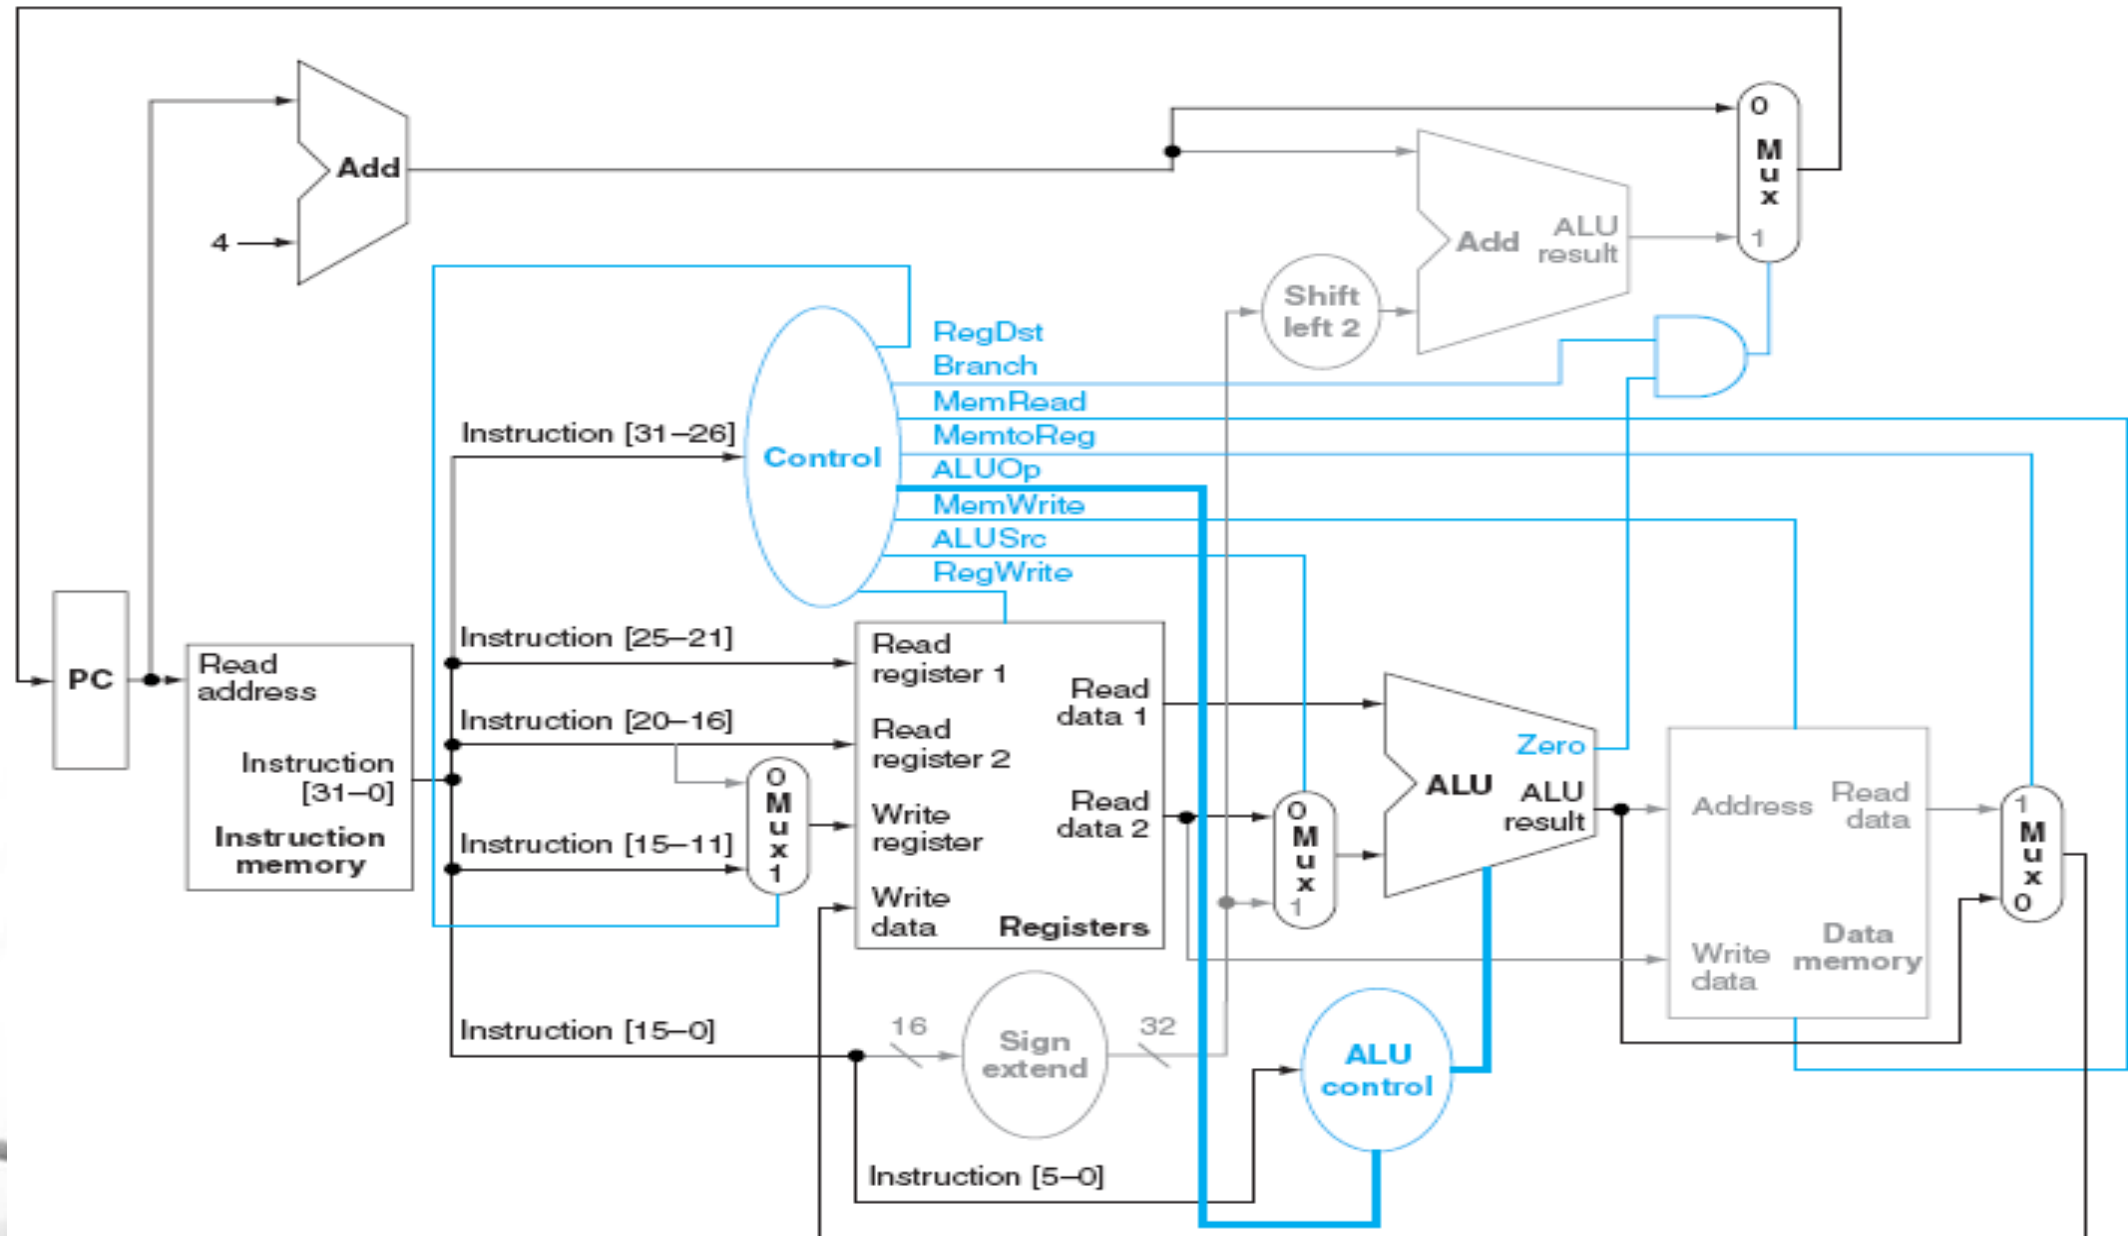 Add
4
0
M
u
x
1
Add
ALU
result
Shift
left 2
RegDst
Branch
MemRead
MemtoReg
ALUOp
MemWrite
ALUSrc
RegWrite
Control
Instruction [31–26]
Instruction [25–21]
Instruction [20–16]
Instruction [15–11]
Instruction [15–0]
Instruction [5–0]
PC
Read
address
Instruction
[31–0]
Instruction
memory
0
M
u
x
1
Read
register 1
Read
register 2
Write
register
Write
data
Read
data 1
Read
data 2
Registers
16
Sign
extend
32
0
M
u
x
1
Zero
ALU
ALU
result
ALU
control
Address
Read
data
Write
data
Data
memory
1
M
u
x
0